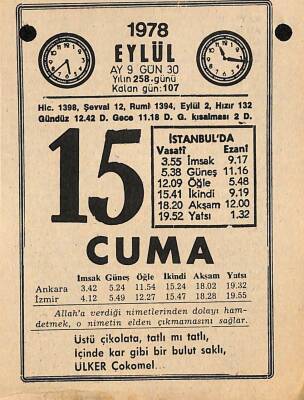 1978
EYLÜL
AY 9 GÜN 30
Yılın 258.günü
Kalan gün:107
Hic. 1398, Şevval 12, Rumî 1394, Eylül 2, Hızır 132
Gündüz 12.42 D. Gece 11.18 D. G. kısalması 2 D.
15
İSTANBUL'DA
Vasatî Ezanî
3.55 İmsak 9.17
5.38 Güneş 11.16
12.09 Öğle 5.48
15.41 İkindi 9.19
18.20 Akşam 12.00
19.52 Yatsı 1.32
CUMA
İmsak Güneş Öğle İkindi Akşam Yatsı
Ankara 3.42 5.24 11.54 15.24 18.02 19.32
İzmir 4.12 5.49 12.27 15.47 18.28 19.55
Allah'a verdiği nimetlerinden dolayı ham-
detmek, o nimetin elden çıkmamasını sağlar.
Üstü çikolata, tatlı mı tatlı,
İçinde kar gibi bir bulut saklı,
ÜLKER Çokomel...